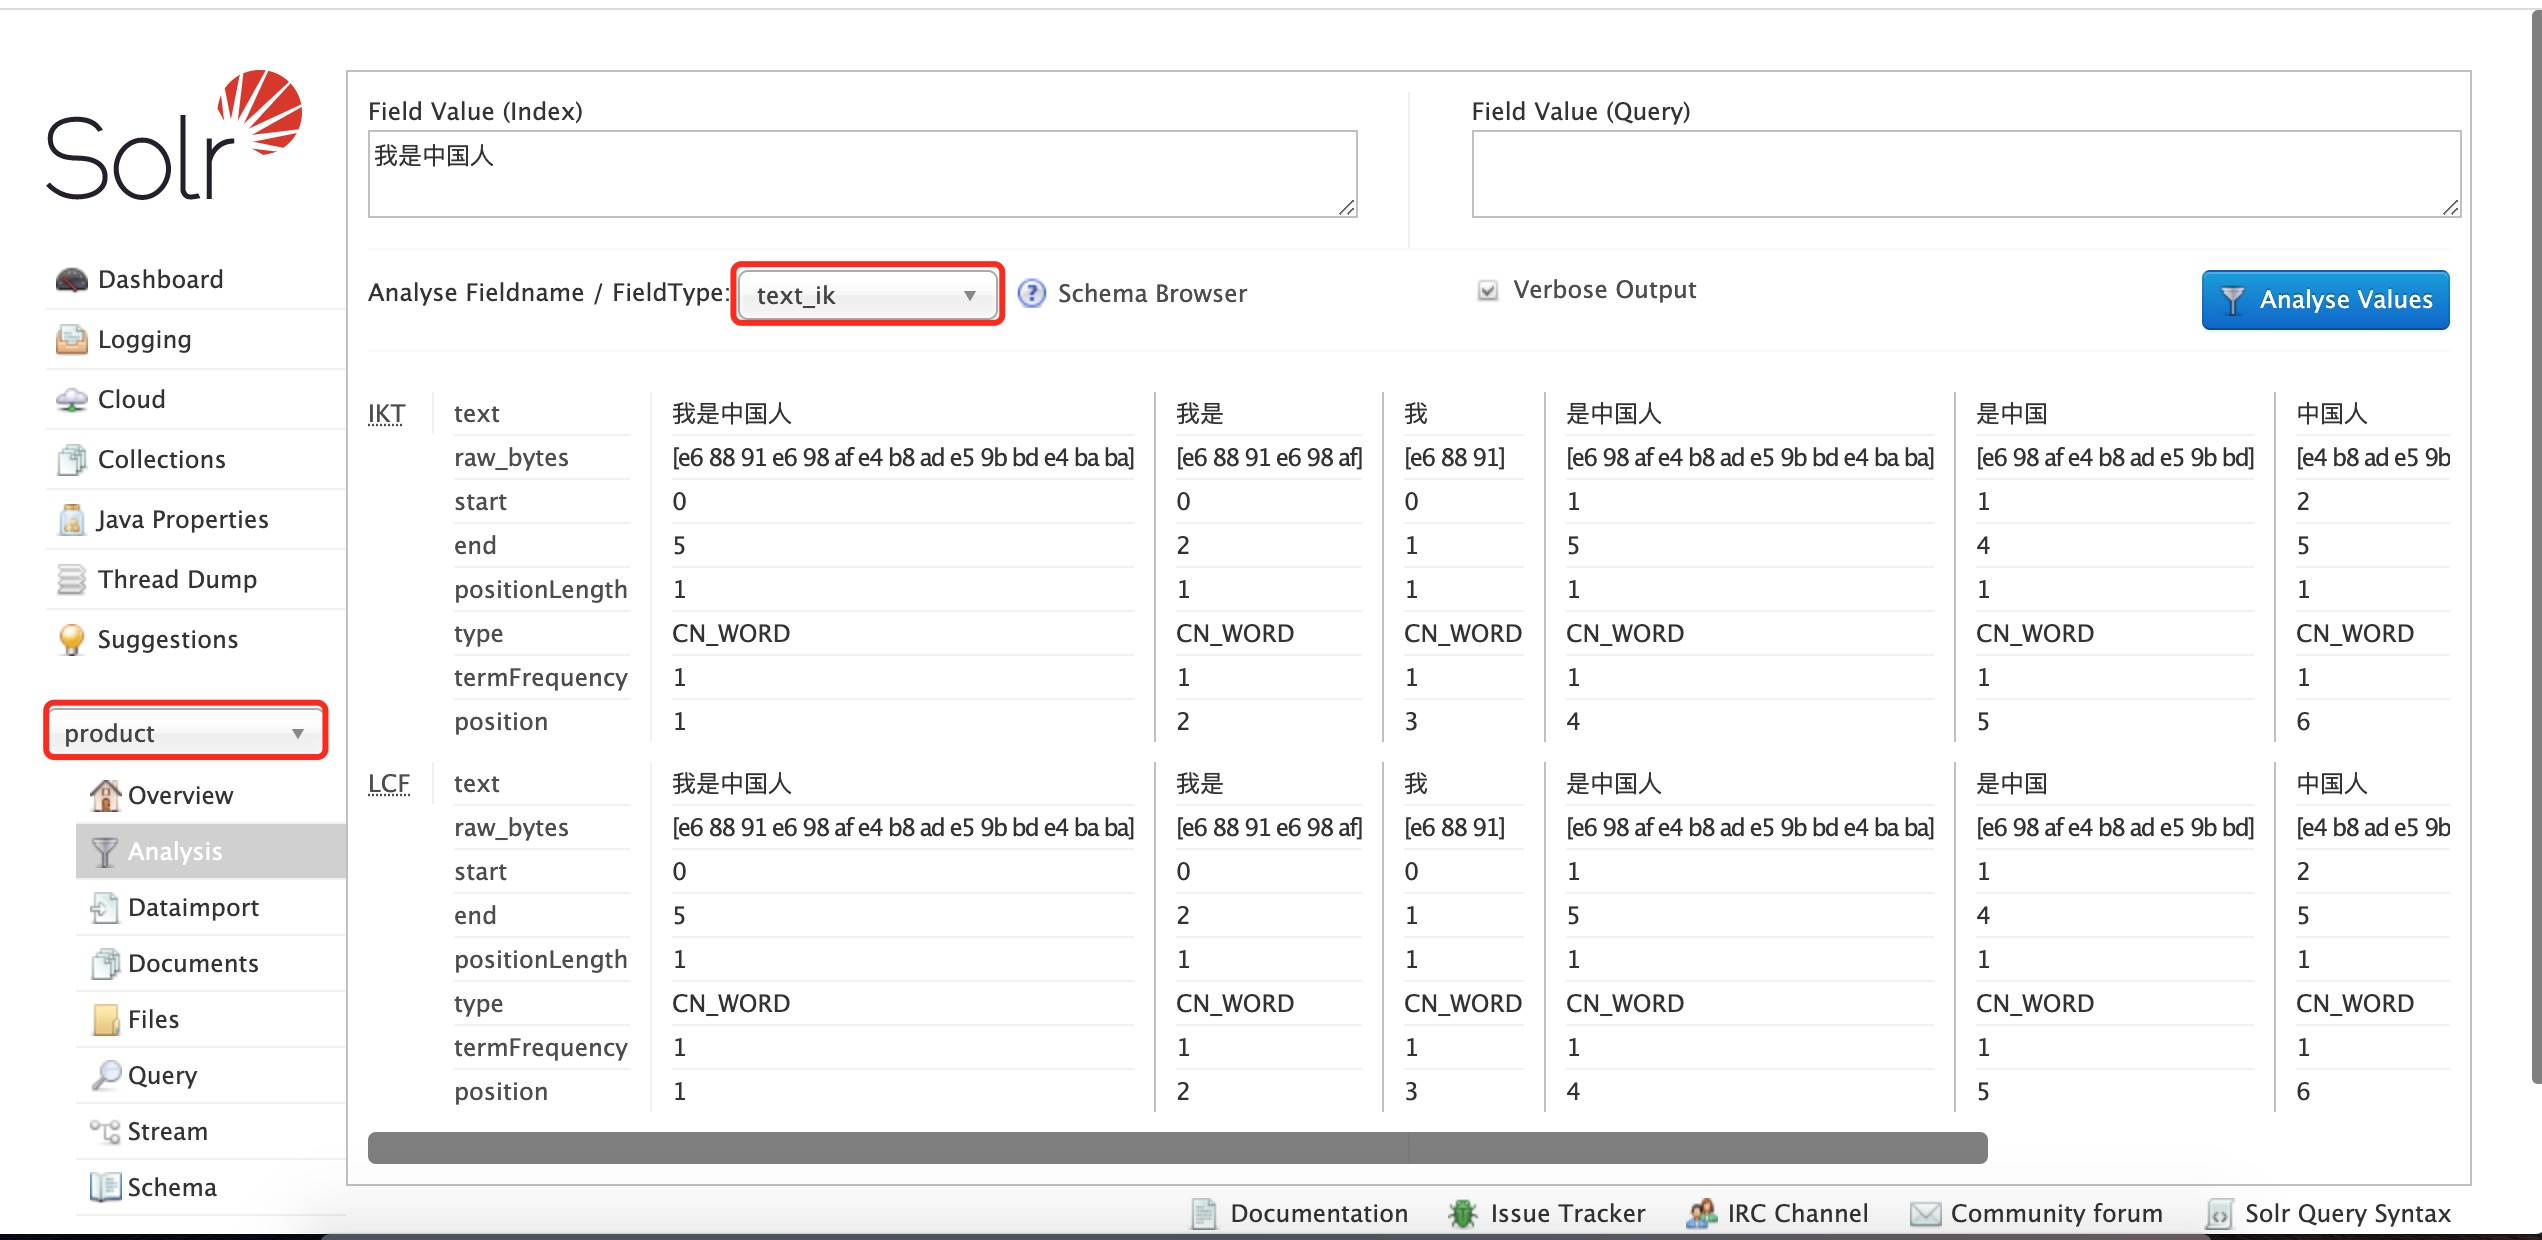 Solr
Dashboard
Logging
Cloud
Collections
Java Properties
Thread Dump
Suggestions
product
Overview
Analysis
Dataimport
Documents
Files
Query
Stream
Schema
Field Value (Index)
我是中国人
Field Value (Query)
Analyse Fieldname / FieldType: text_ik Schema Browser Verbose Output Analyse Values
IKT text 我是中国人 我是 我 是中国人 是中国 中国人
raw_bytes [e6 88 91 e6 98 af e4 b8 ad e5 9b bd e4 ba ba] [e6 88 91 e6 98 af] [e6 88 91] [e6 98 af e4 b8 ad e5 9b bd e4 ba ba] [e6 98 af e4 b8 ad e5 9b bd] [e4 b8 ad e5 9b
start 0 0 0 1 1 2
end 5 2 1 5 4 5
positionLength 1 1 1 1 1 1
type CN_WORD CN_WORD CN_WORD CN_WORD CN_WORD CN_WORD
termFrequency 1 1 1 1 1 1
position 1 2 3 4 5 6
LCF text 我是中国人 我是 我 是中国人 是中国 中国人
raw_bytes [e6 88 91 e6 98 af e4 b8 ad e5 9b bd e4 ba ba] [e6 88 91 e6 98 af] [e6 88 91] [e6 98 af e4 b8 ad e5 9b bd e4 ba ba] [e6 98 af e4 b8 ad e5 9b bd] [e4 b8 ad e5 9b
start 0 0 0 1 1 2
end 5 2 1 5 4 5
positionLength 1 1 1 1 1 1
type CN_WORD CN_WORD CN_WORD CN_WORD CN_WORD CN_WORD
termFrequency 1 1 1 1 1 1
position 1 2 3 4 5 6
Documentation Issue Tracker IRC Channel Community forum Solr Query Syntax